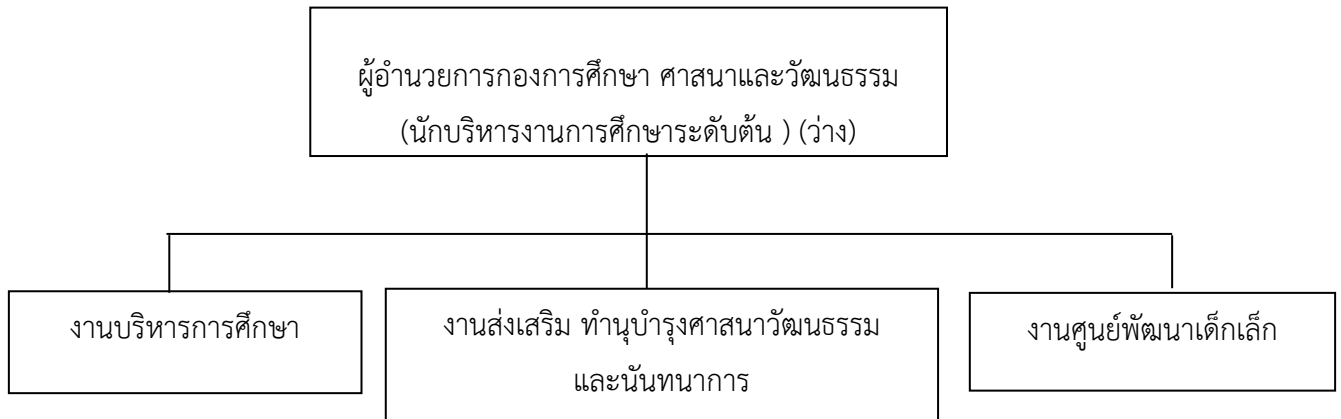 ผู้อำนวยการกองการศึกษา ศาสนาและวัฒนธรรม
(นักบริหารงานการศึกษาระดับต้น ) (ว่าง)
งานบริหารการศึกษา
งานส่งเสริม ทำนุบำรุงศาสนาวัฒนธรรม
และนันทนาการ
งานศูนย์พัฒนาเด็กเล็ก